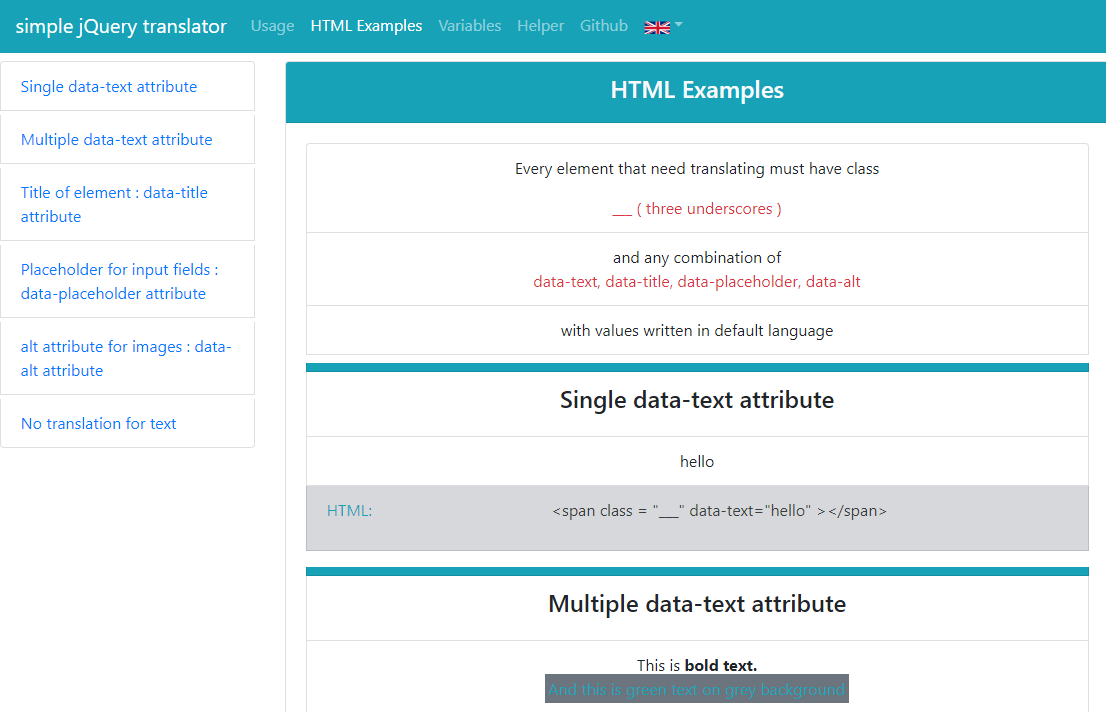 simple jQuery translator Usage HTML Examples Variables Helper Github
Single data-text attribute
Multiple data-text attribute
Title of element : data-title
attribute
Placeholder for input fields :
data-placeholder attribute
alt attribute for images : data-
alt attribute
No translation for text
HTML Examples
Every element that need translating must have class
___ ( three underscores )
and any combination of
data-text, data-title, data-placeholder, data-alt
with values written in default language
Single data-text attribute
hello
HTML: <span class = "___" data-text="hello" ></span>
Multiple data-text attribute
This is bold text.
And this is green text on grey background